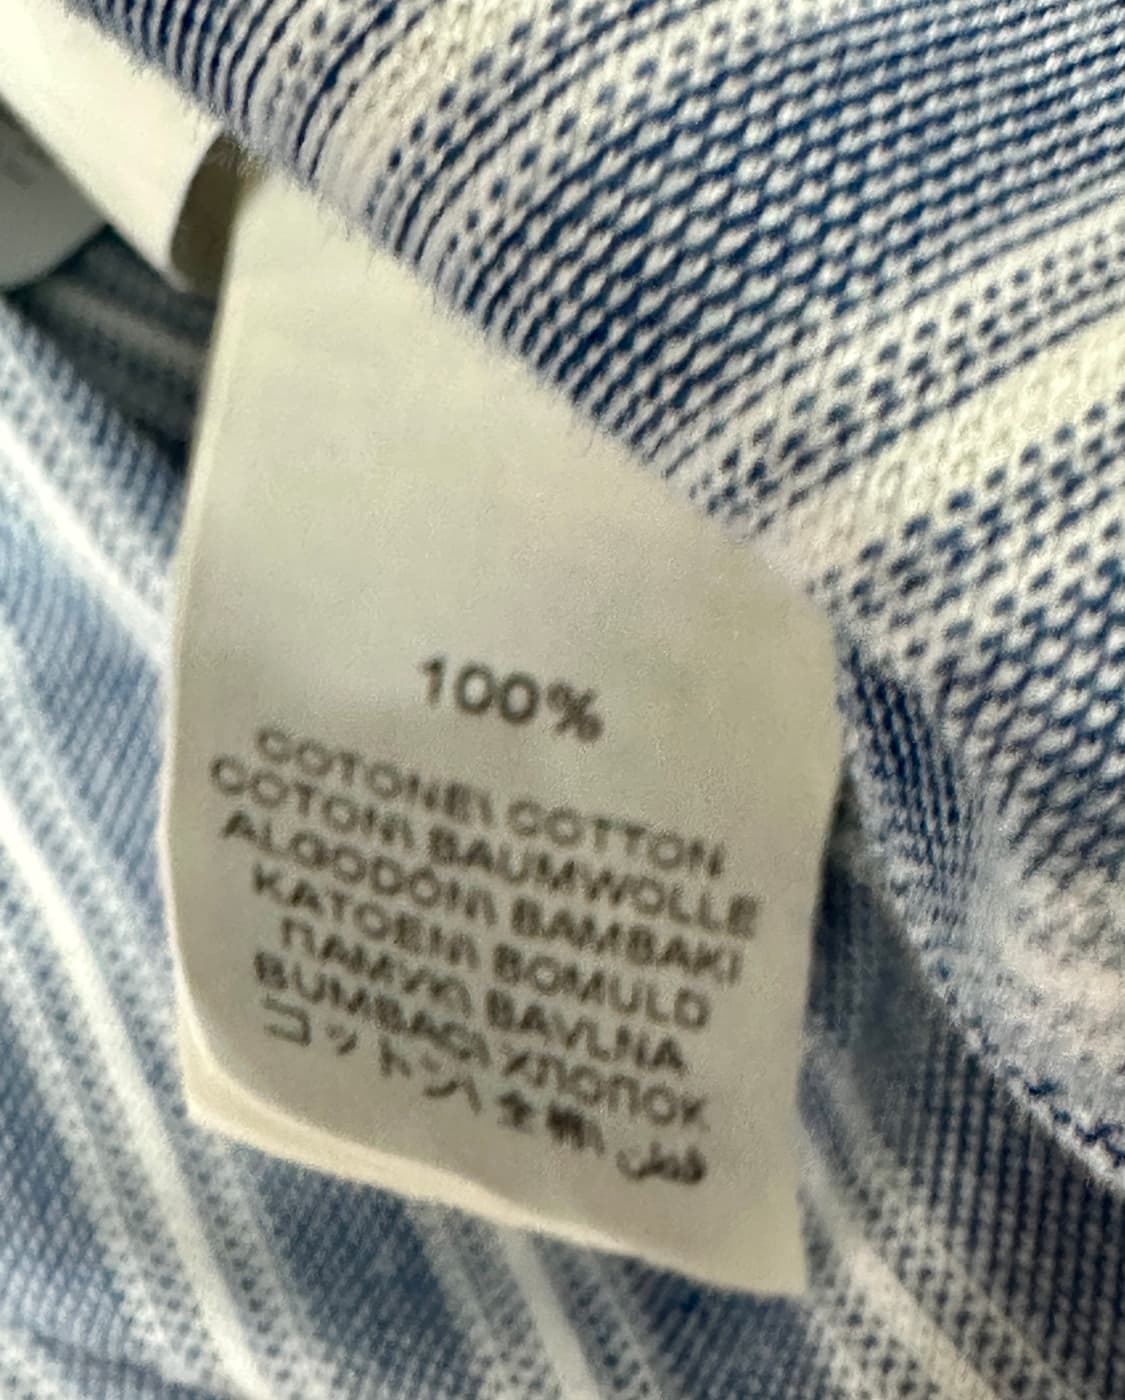 100%
COTONE\ COTTON
COTON\ BAUMWOLLE
ALGODÓN\ BAMBAKI
KATOEN\ BOMULD
ПАМУК\ BAVLNA
BUMBAC\ ХЛОПОК
コットン\ 全棉\ قطن